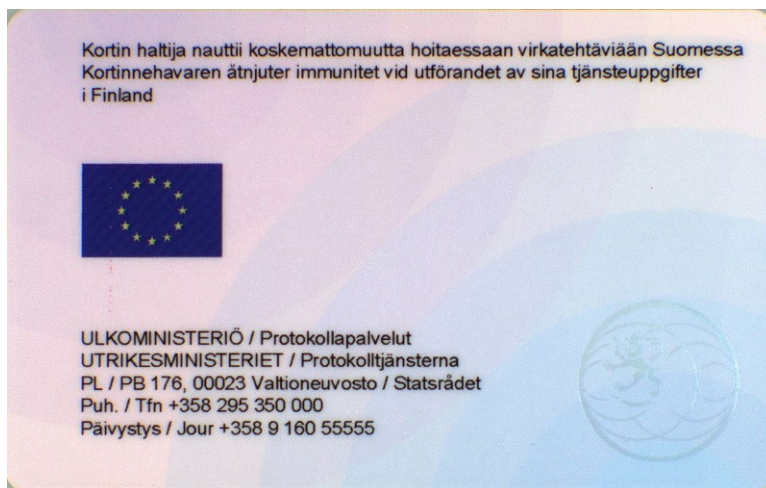 Kortin haltija nauttii koskemattomuutta hoitaessaan virkatehtäviään Suomessa
Kortinnehavaren åtnjuter immunitet vid utförandet av sina tjänsteuppgifter
i Finland
ULKOMINISTERIÖ / Protokollapalvelut
UTRIKESMINISTERIET / Protokolltjänsterna
PL / PB 176, 00023 Valtioneuvosto / Statsrådet
Puh. / Tfn +358 295 350 000
Päivystys / Jour +358 9 160 55555